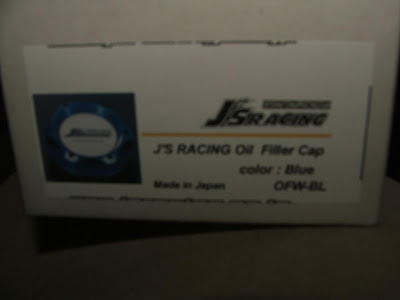 J'S RACING
J'S RACING Oil Filler Cap
color : Blue
Made in Japan
OFW-BL